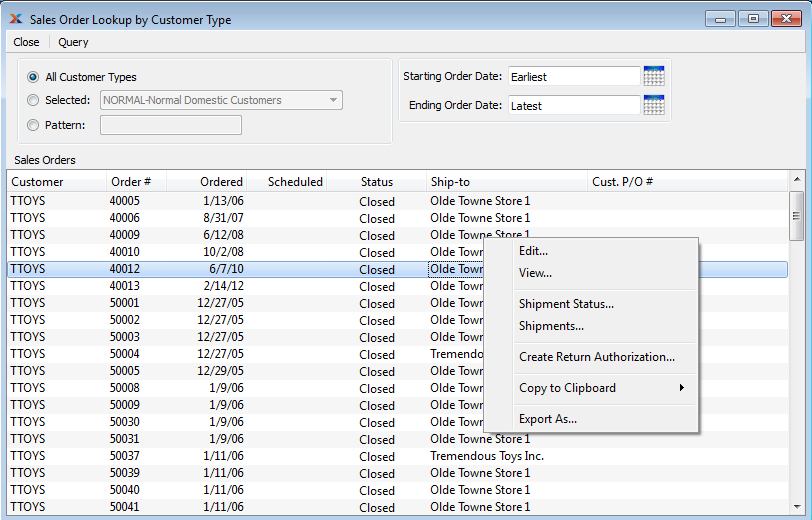 Sales Order Lookup by Customer Type
Close Query
All Customer Types
Selected: NORMAL-Normal Domestic Customers
Pattern:
Starting Order Date: Earliest
Ending Order Date: Latest
Sales Orders
Customer Order # Ordered Scheduled Status Ship-to Cust. P/O #
TTOYS 40005 1/13/06 Closed Olde Towne Store 1
TTOYS 40006 8/31/07 Closed Olde Towne Store 1
TTOYS 40009 6/12/08 Closed Olde Towne Store 1
TTOYS 40010 10/2/08 Closed Olde Town
TTOYS 40012 6/7/10 Closed Olde Town
TTOYS 40013 2/14/12 Closed Olde Town
TTOYS 50001 12/27/05 Closed Olde Town
TTOYS 50002 12/27/05 Closed Olde Town
TTOYS 50003 12/27/05 Closed Olde Town
TTOYS 50004 12/27/05 Closed Tremendo
TTOYS 50005 12/29/05 Closed Olde Town
TTOYS 50008 1/9/06 Closed Olde Town
TTOYS 50009 1/9/06 Closed Olde Town
TTOYS 50030 1/9/06 Closed Olde Town
TTOYS 50031 1/9/06 Closed Olde Towne Store 1
TTOYS 50037 1/11/06 Closed Tremendous Toys Inc.
TTOYS 50039 1/11/06 Closed Olde Towne Store 1
TTOYS 50040 1/11/06 Closed Olde Towne Store 1
TTOYS 50041 1/11/06 Closed Olde Towne Store 1
Edit...
View...
Shipment Status...
Shipments...
Create Return Authorization...
Copy to Clipboard
Export As...